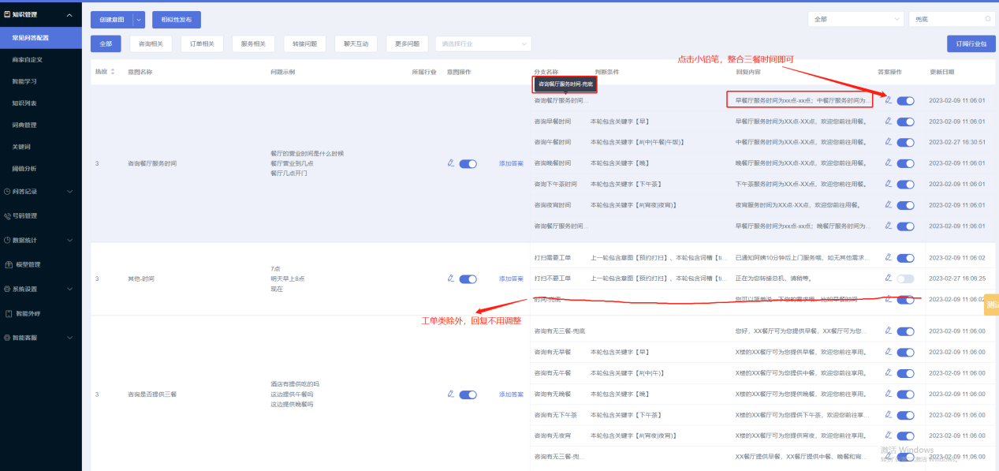 知识管理
常见问答配置
商家自定义
智能学习
知识列表
词典管理
关键词
阈值分析
问答记录
号码管理
数据统计
模型管理
系统设置
智能外呼
智能客服
创建意图
相似性发布
全部
兜底
全部
咨询相关
订单相关
服务相关
转接问题
聊天互动
更多问题
请选择行业
订阅行业包
点击小铅笔，整合三餐时间即可
热度 意图名称 问题示例 所属行业 意图操作 分支名称 判断条件 回复内容 答案操作 更新日期
咨询餐厅服务时间-兜底
咨询餐厅服务时间... 早餐厅服务时间为xx点-xx点；中餐厅服务时间为... 2023-02-09 11:06:01
咨询早餐时间 本轮包含关键字【早】 早餐厅服务时间为XX点-XX点，欢迎您前往用餐。 2023-02-09 11:06:01
咨询午餐时间 本轮包含关键字【#(中|午餐|午饭)】 中餐厅服务时间为XX点-XX点，欢迎您前往用餐。 2023-02-27 16:30:51
餐厅的营业时间是什么时候
3 咨询餐厅服务时间 餐厅营业到几点 添加答案 咨询晚餐时间 本轮包含关键字【晚】 晚餐厅服务时间为XX点-XX点，欢迎您前往用餐。 2023-02-09 11:06:01
餐厅几点开门
咨询下午茶时间 本轮包含关键字【下午茶】 下午茶服务时间为XX点-XX点，欢迎您前往用餐。 2023-02-09 11:06:01
咨询夜宵时间 本轮包含关键字【#(宵夜|夜宵)】 夜宵服务时间为XX点-XX点，欢迎您前往用餐。 2023-02-09 11:06:01
咨询餐厅服务时间... 早餐厅服务时间为xx点-xx点；晚餐厅服务时间为... 2023-02-09 11:06:01
打扫需要工单 上一轮包含意图【预约打扫】，本轮包含词槽【ti... 已通知阿姨10分钟后上门服务哦，如无其他需求... 2023-02-09 11:06:02
7点
3 其他-时间 明天早上8点 添加答案 打扫不要工单 上一轮包含意图【预约打扫】，本轮包含词槽【ti... 正在为您转接总机，请稍等。 2023-02-27 16:06:25
现在
时间-兜底 您可以简单说一下您的需求哦，比如早餐时间 2023-02-09 11:06:02
测试
工单类除外，回复不用调整
咨询有无三餐-兜底 您好，XX餐厅可为您提供早餐，XX餐厅可为您... 2023-02-09 11:06:00
咨询有无早餐 本轮包含关键字【早】 X楼的XX餐厅可为您提供早餐，欢迎您前往享用。 2023-02-09 11:06:00
咨询有无午餐 本轮包含关键字【#(中|午)】 X楼的XX餐厅可为您提供中餐，欢迎您前往享用。 2023-02-09 11:06:00
酒店有提供吃的吗
3 咨询是否提供三餐 这边提供午餐吗 添加答案 咨询有无晚餐 本轮包含关键字【晚】 X楼的XX餐厅可为您提供晚餐，欢迎您前往享用。 2023-02-09 11:06:00
这边提供晚餐吗
咨询有无下午茶 本轮包含关键字【下午茶】 X楼的XX餐厅可为您提供下午茶，欢迎您前往享... 2023-02-09 11:06:00
咨询有无夜宵 本轮包含关键字【#(宵夜|夜宵)】 X楼的XX餐厅可为您提供宵夜，欢迎您前往享用。 2023-02-09 11:06:00
激活 Windows
咨询有无三餐-兜... XX餐厅提供早餐，XX餐厅提供中餐、晚餐和宵... 2023-02-09 11:06:00